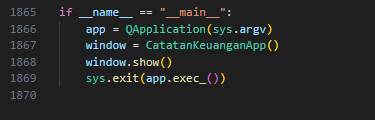 1865 if __name__ == "__main__":
1866     app = QApplication(sys.argv)
1867     window = CatatanKeuanganApp()
1868     window.show()
1869     sys.exit(app.exec_())
1870